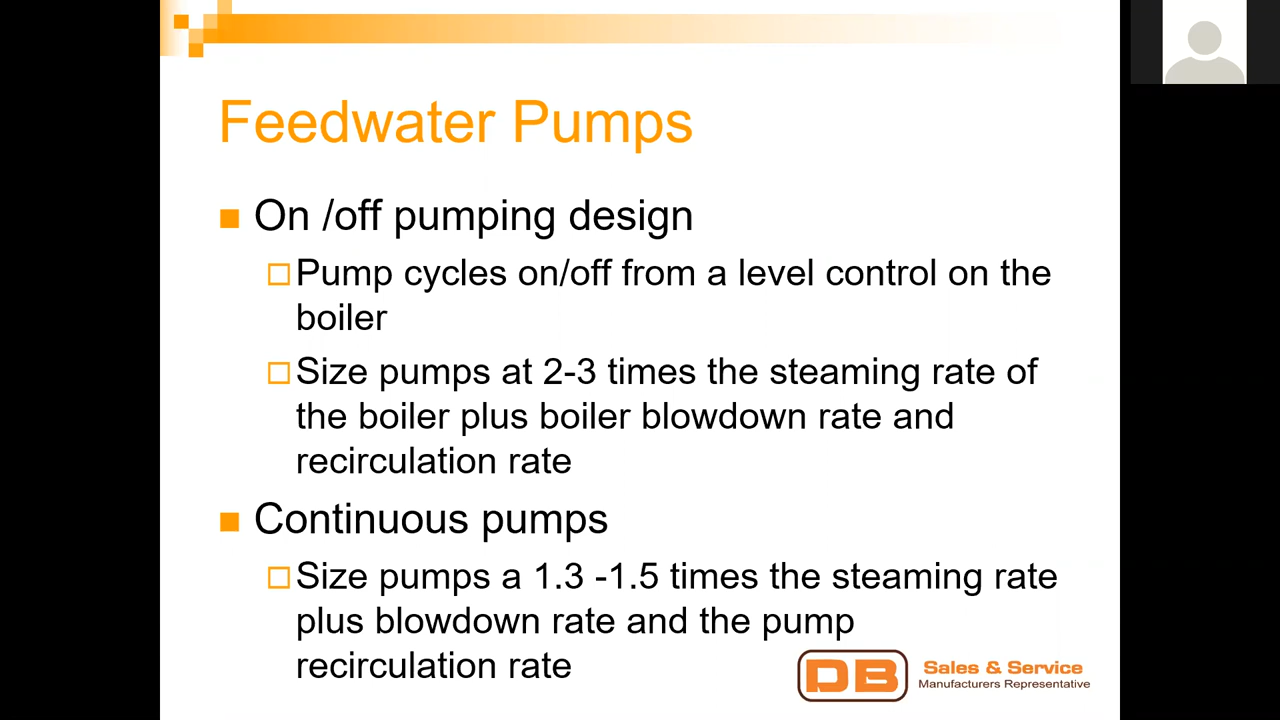 Feedwater Pumps
On /off pumping design
Pump cycles on/off from a level control on the
boiler
Size pumps at 2-3 times the steaming rate of
the boiler plus boiler blowdown rate and
recirculation rate
Continuous pumps
Size pumps a 1.3 -1.5 times the steaming rate
plus blowdown rate and the pump
recirculation rate
DB Sales & Service
Manufacturers Representative